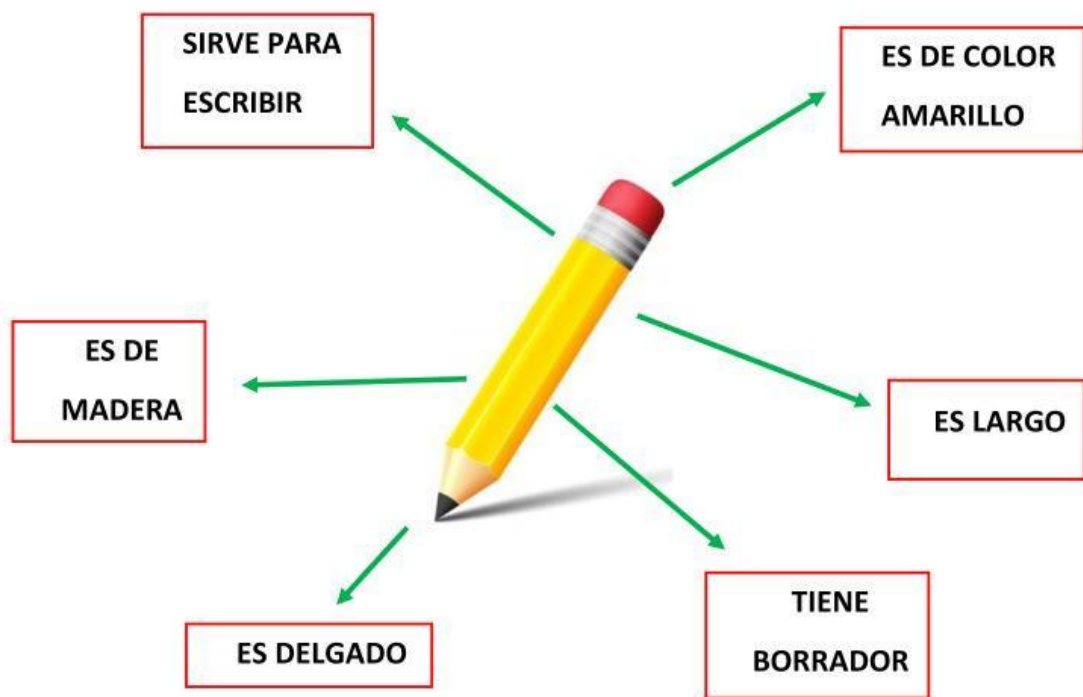 SIRVE PARA
ESCRIBIR
ES DE COLOR
AMARILLO
ES DE
MADERA
ES LARGO
ES DELGADO
TIENE
BORRADOR